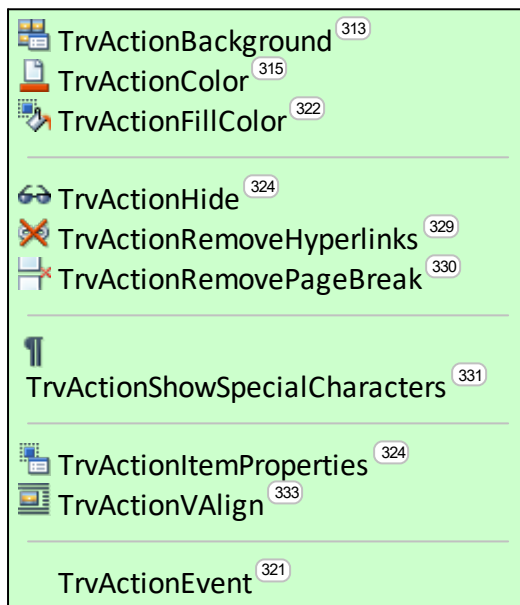 TrvActionBackground 313
TrvActionColor 315
TrvActionFillColor 322
TrvActionHide 324
TrvActionRemoveHyperlinks 329
TrvActionRemovePageBreak 330
¶
TrvActionShowSpecialCharacters 331
TrvActionItemProperties 324
TrvActionVAlign 333
TrvActionEvent 321